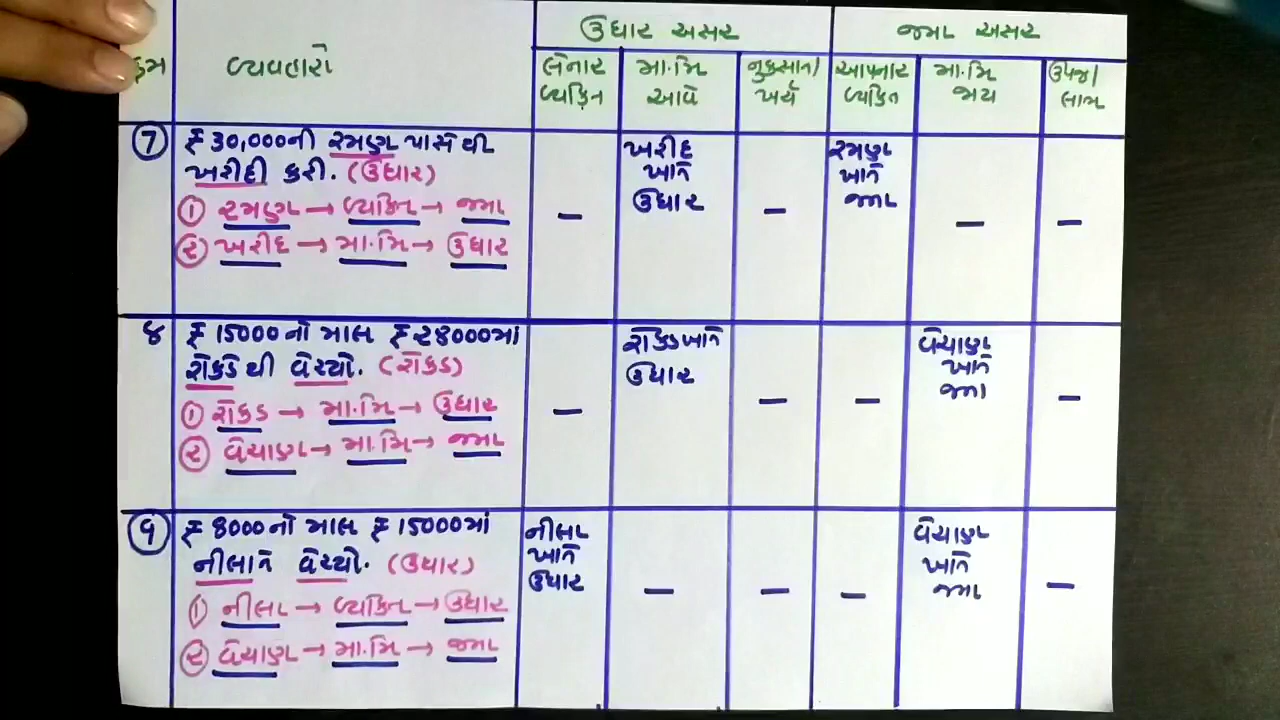 ઉધાર અસર
જમા અસર
ક્રમ
વ્યવહારો
લેનાર
વ્યક્તિ
મા.મિ
આવે
નુકસાન/
ખર્ચ
આપનાર
વ્યક્તિ
મા.મિ
જાય
ઉપજ/
લાભ
7
₹ 30,000ની રમણ પાસેથી
ખરીદી કરી. (ઉધાર)
① રમણ → વ્યક્તિ → જમા
② ખરીદ → મા.મિ → ઉધાર
—
ખરીદ
ખાતે
ઉધાર
—
રમણ
ખાતે
જમા
—
—
૪
₹ 15000નો માલ ₹ ૨૪000માં
રોકડેથી વેચ્યો. (રોકડ)
① રોકડ → મા.મિ → ઉધાર
② વેચાણ → મા.મિ → જમા
—
રોકડ ખાતે
ઉધાર
—
—
વેચાણ
ખાતે
જમા
—
9
₹ 8000નો માલ ₹ 15000માં
નીલાને વેચ્યો. (ઉધાર)
① નીલા → વ્યક્તિ → ઉધાર
② વેચાણ → મા.મિ → જમા
નીલા
ખાતે
ઉધાર
—
—
—
વેચાણ
ખાતે
જમા
—